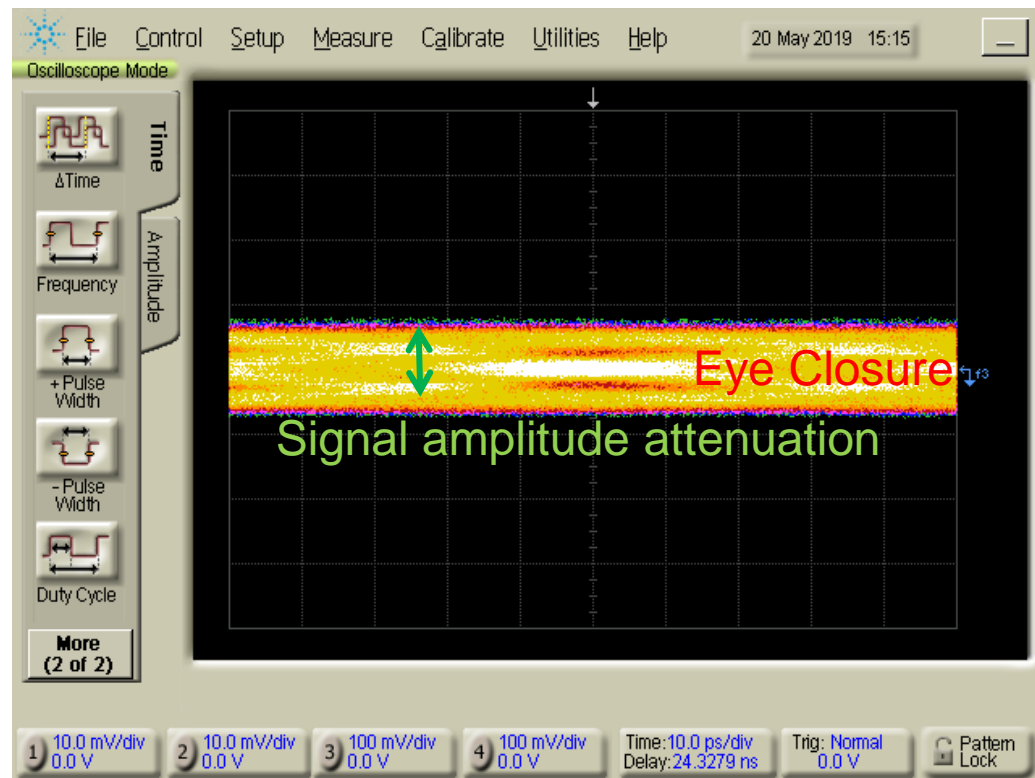 File Control Setup Measure Calibrate Utilities Help 20 May 2019 15:15
Oscilloscope Mode
Time
Amplitude
ΔTime
Frequency
+ Pulse
Width
- Pulse
Width
Duty Cycle
More
(2 of 2)
Eye Closure
f3
Signal amplitude attenuation
1) 10.0 mV/div
0.0 V
2) 10.0 mV/div
0.0 V
3) 100 mV/div
0.0 V
4) 100 mV/div
0.0 V
Time:10.0 ps/div
Delay:24.3279 ns
Trig: Normal
0.0 V
Pattern
Lock